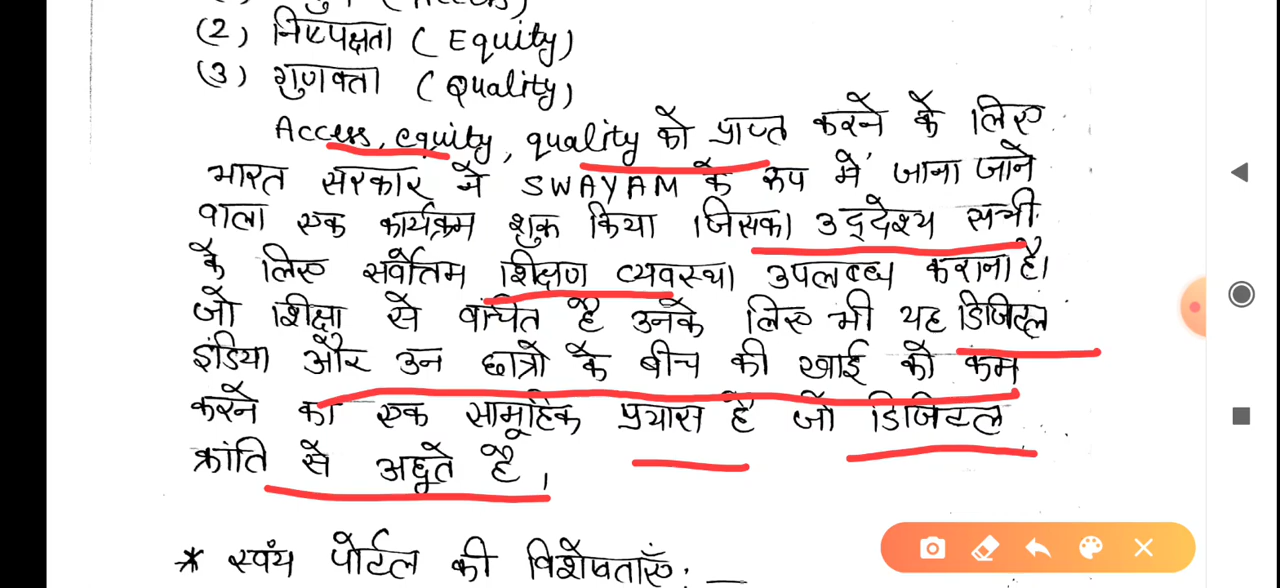 (2) निष्पक्षता ( Equity)
(3) गुणवत्ता ( Quality)
Access, equity, quality को प्राप्त करने के लिए
भारत सरकार ने SWAYAM के रूप में जाना जाने
वाला एक कार्यक्रम शुरू किया जिसका उद्देश्य सभी
के लिए सर्वोत्तम शिक्षण व्यवस्था उपलब्ध कराना है।
जो शिक्षा से वंचित है उनके लिए भी यह डिजिटल
इंडिया और उन छात्रो के बीच की खाई को कम
करने का एक सामूहिक प्रयास है जो डिजिटल
क्रांति से अछूते है ।
* स्वंय पोर्टल की विशेषताएँ : —